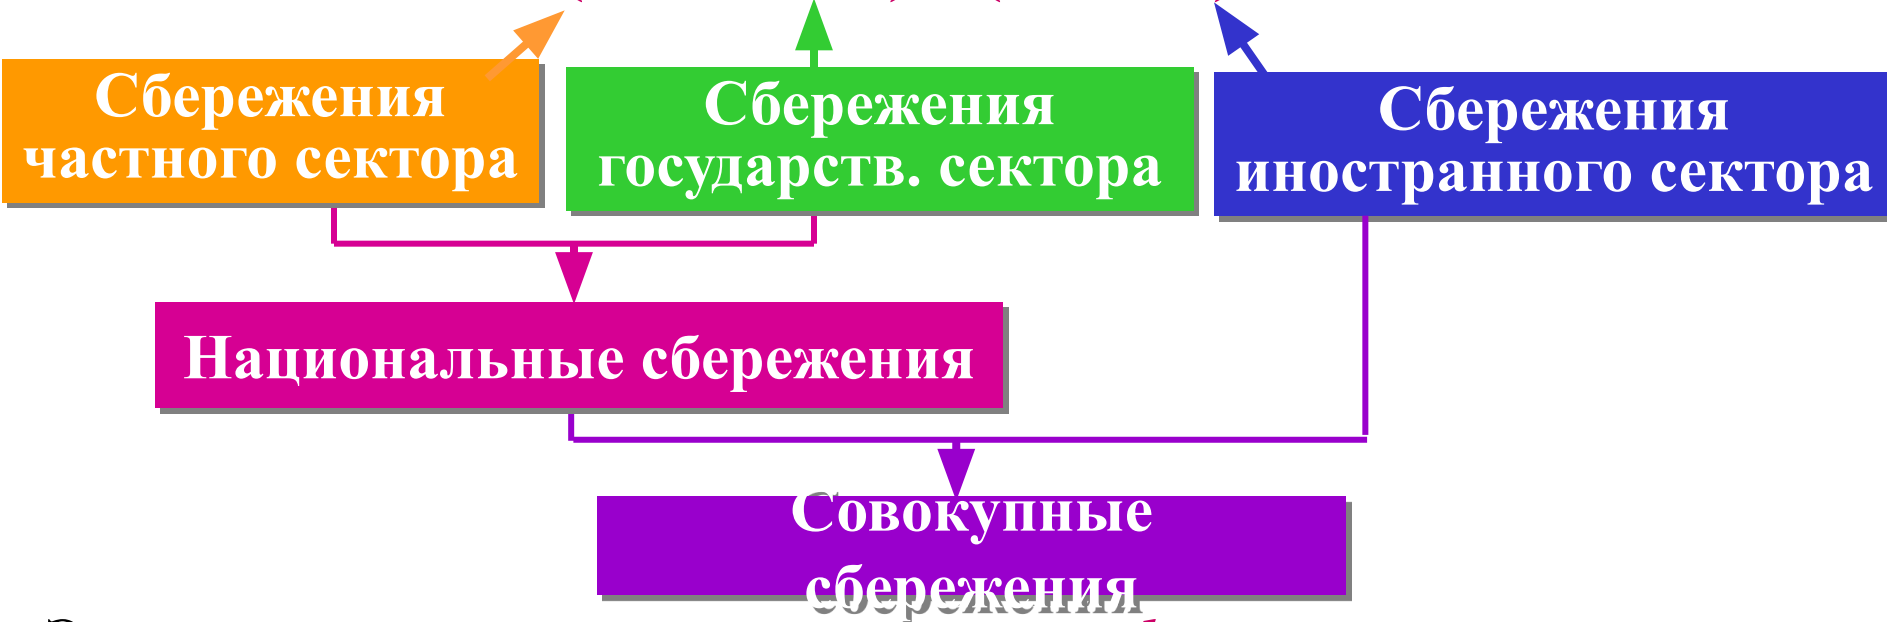 Сбережения
частного сектора
Сбережения
государств. сектора
Сбережения
иностранного сектора
Национальные сбережения
Совокупные
сбережения